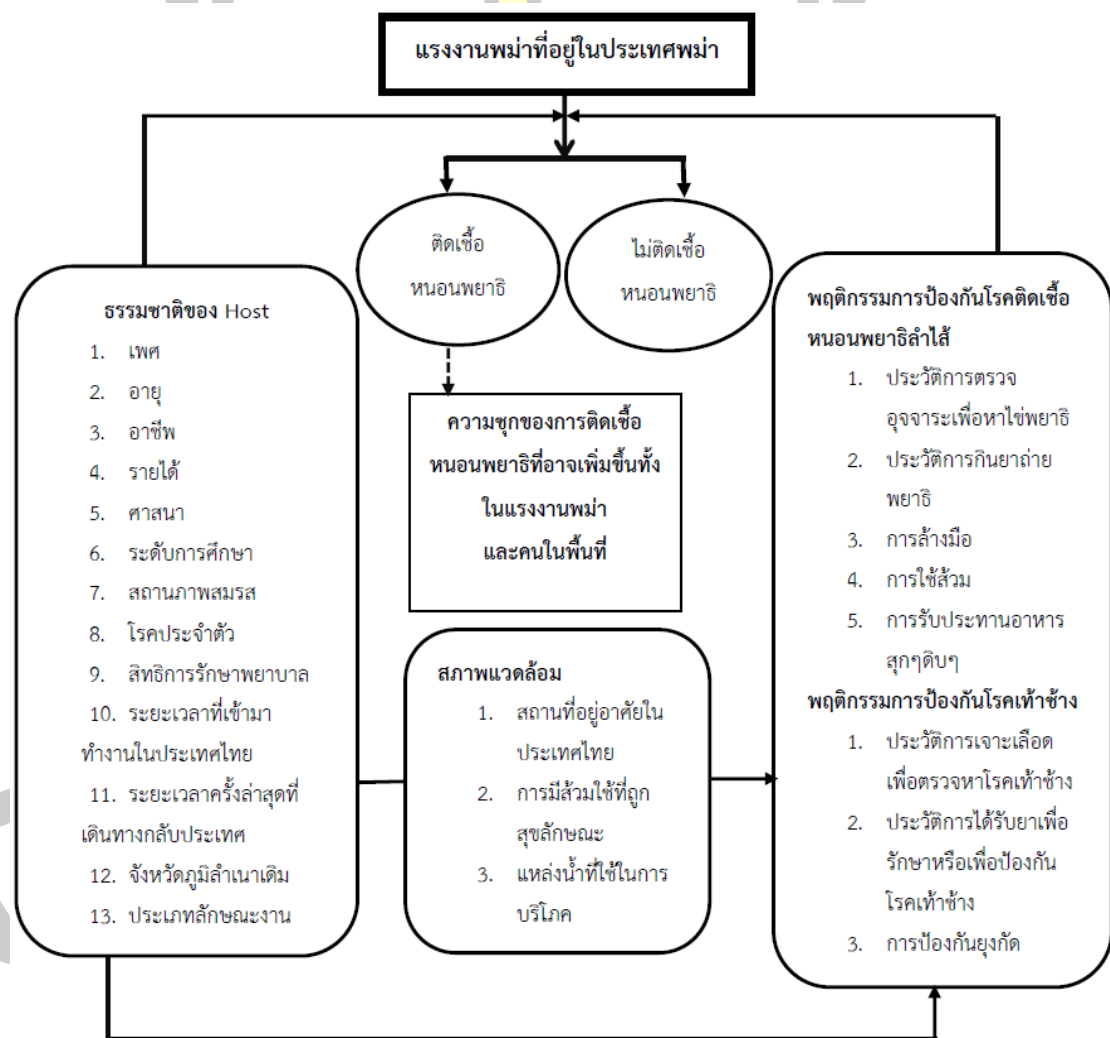 แรงงานพม่าที่อยู่ในประเทศพม่า
ติดเชื้อ
หนอนพยาธิ
ไม่ติดเชื้อ
หนอนพยาธิ
ธรรมชาติของ Host
1. เพศ
2. อายุ
3. อาชีพ
4. รายได้
5. ศาสนา
6. ระดับการศึกษา
7. สถานภาพสมรส
8. โรคประจำตัว
9. สิทธิการรักษาพยาบาล
10. ระยะเวลาที่เข้ามา
ทำงานในประเทศไทย
11. ระยะเวลาครั้งล่าสุดที่
เดินทางกลับประเทศ
12. จังหวัดภูมิลำเนาเดิม
13. ประเภทลักษณะงาน
ความชุกของการติดเชื้อ
หนอนพยาธิที่อาจเพิ่มขึ้นทั้ง
ในแรงงานพม่า
และคนในพื้นที่
สภาพแวดล้อม
1. สถานที่อยู่อาศัยใน
ประเทศไทย
2. การมีส้วมใช้ที่ถูก
สุขลักษณะ
3. แหล่งน้ำที่ใช้ในการ
บริโภค
พฤติกรรมการป้องกันโรคติดเชื้อ
หนอนพยาธิลำไส้
1. ประวัติการตรวจ
อุจจาระเพื่อหาไข่พยาธิ
2. ประวัติการกินยาถ่าย
พยาธิ
3. การล้างมือ
4. การใช้ส้วม
5. การรับประทานอาหาร
สุกๆดิบๆ
พฤติกรรมการป้องกันโรคเท้าช้าง
1. ประวัติการเจาะเลือด
เพื่อตรวจหาโรคเท้าช้าง
2. ประวัติการได้รับยาเพื่อ
รักษาหรือเพื่อป้องกัน
โรคเท้าช้าง
3. การป้องกันยุงกัด